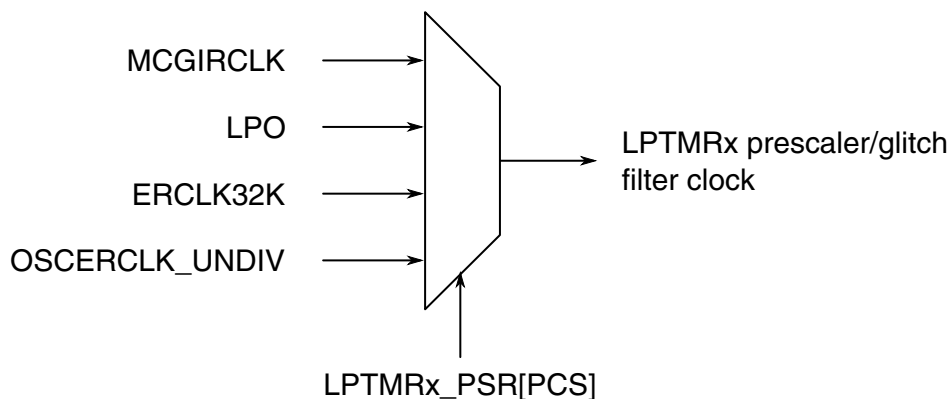 MCGIRCLK
LPO
ERCLK32K
OSCERCLK_UNDIV
LPTMRx prescaler/glitch
filter clock
LPTMRx_PSR[PCS]